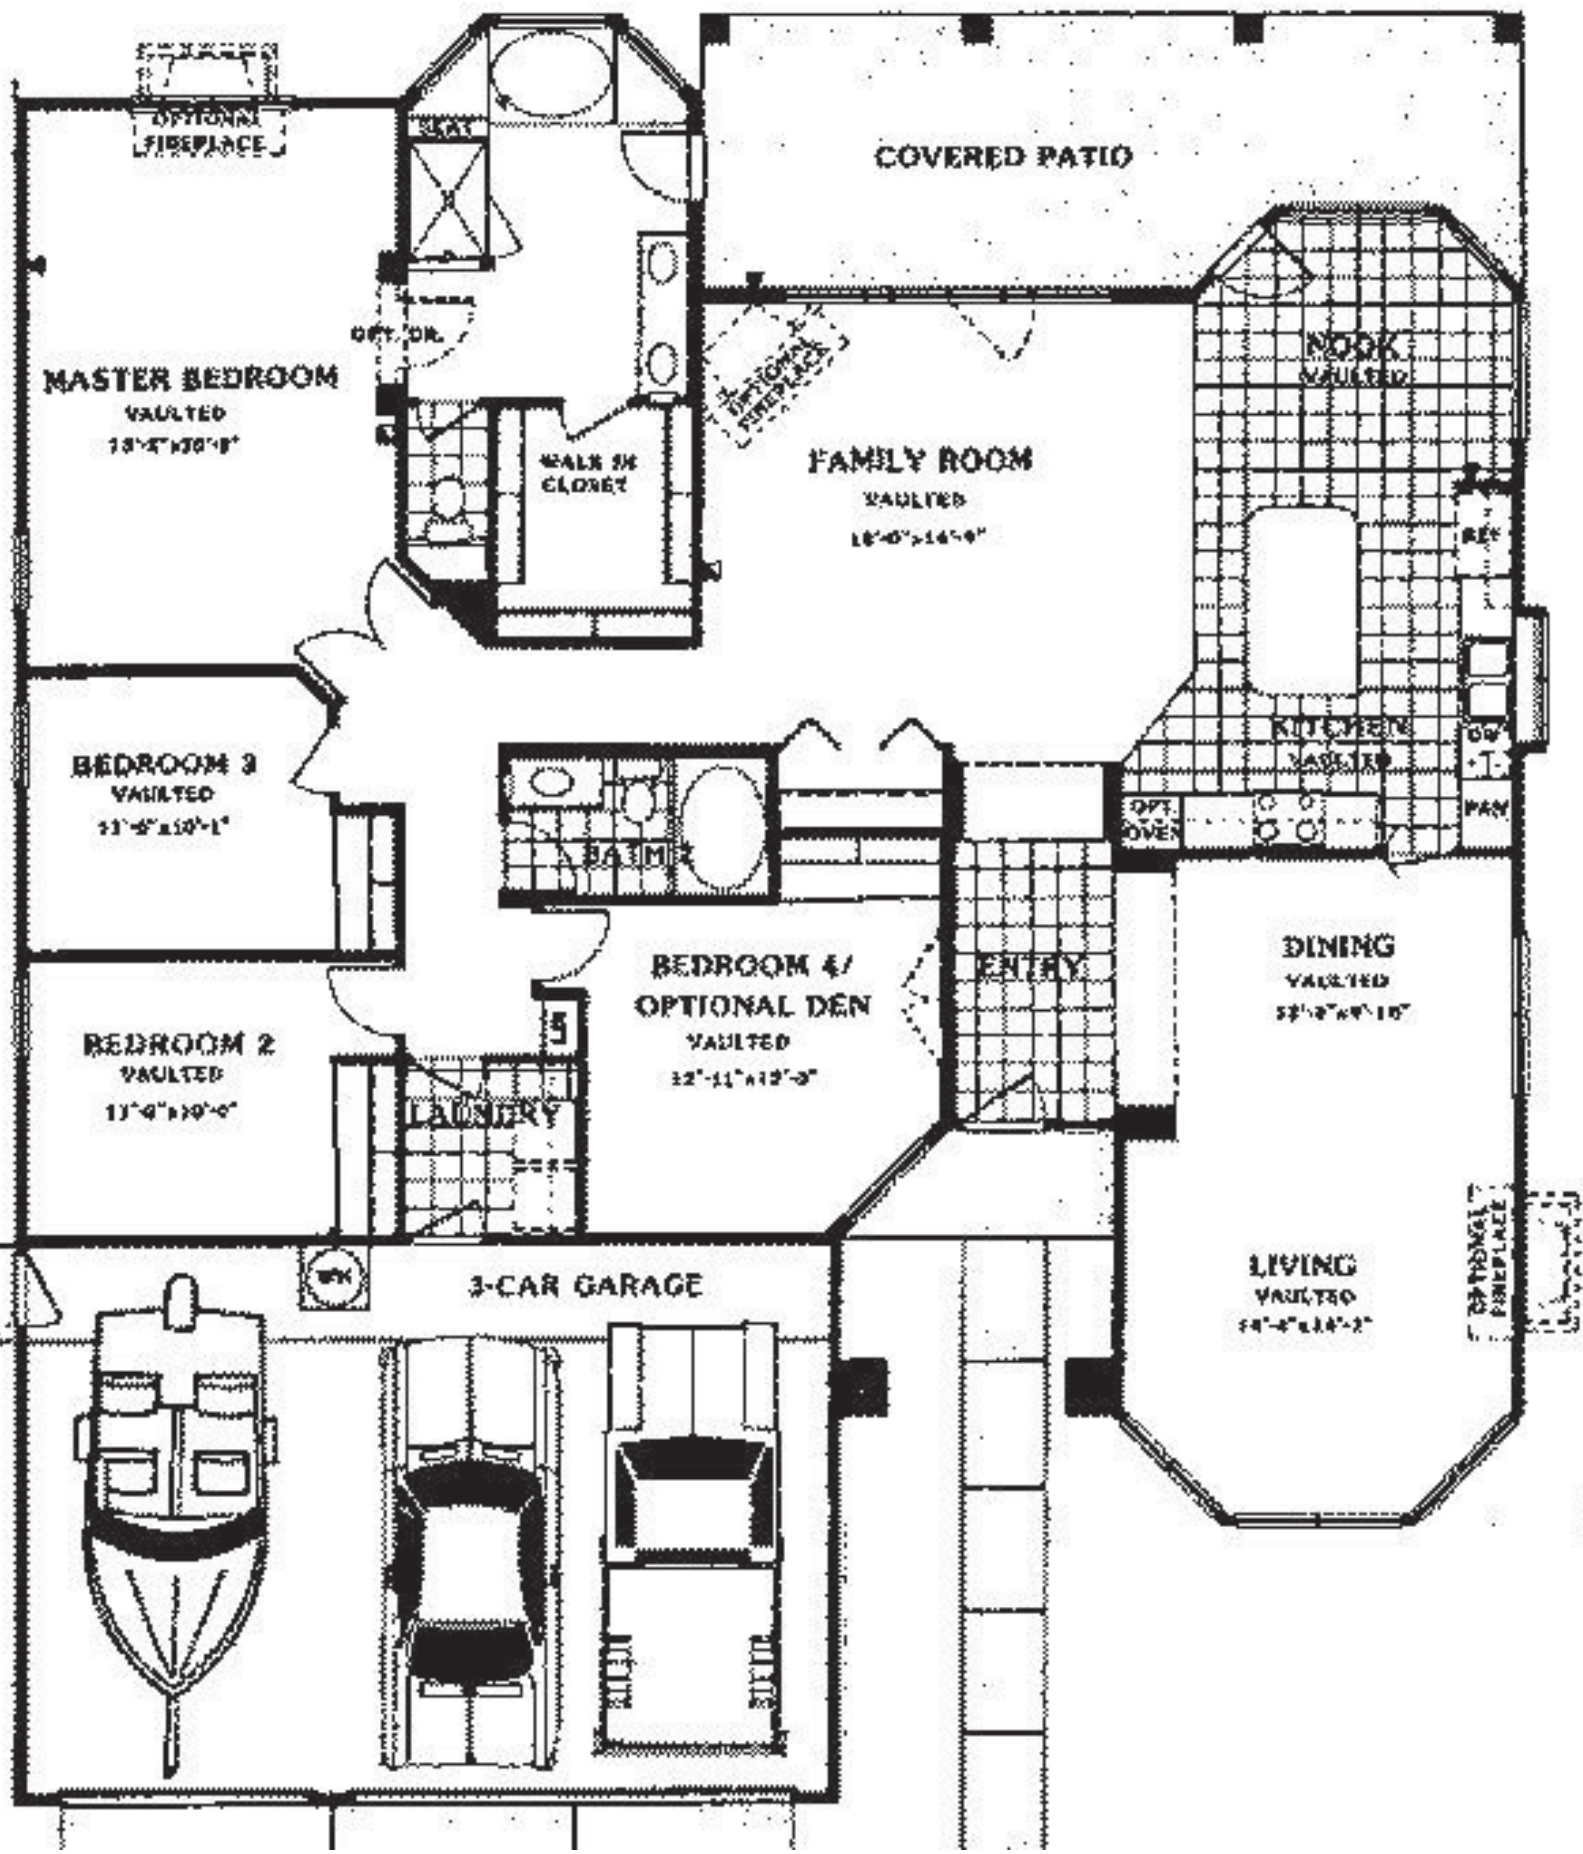 OPTIONAL
FIREPLACE
SEAT
COVERED PATIO
OPT. DR.
MASTER BEDROOM
VAULTED
WALK IN
CLOSET
OPTIONAL
FIREPLACE
FAMILY ROOM
VAULTED
NOOK
VAULTED
REF
KITCHEN
VAULTED
DW
OPT.
OVEN
PAN
BEDROOM 3
VAULTED
BATH 2
BEDROOM 4/
OPTIONAL DEN
VAULTED
ENTRY
DINING
VAULTED
LIN
BEDROOM 2
VAULTED
LAUNDRY
LIVING
VAULTED
OPTIONAL
FIREPLACE
WH
3-CAR GARAGE